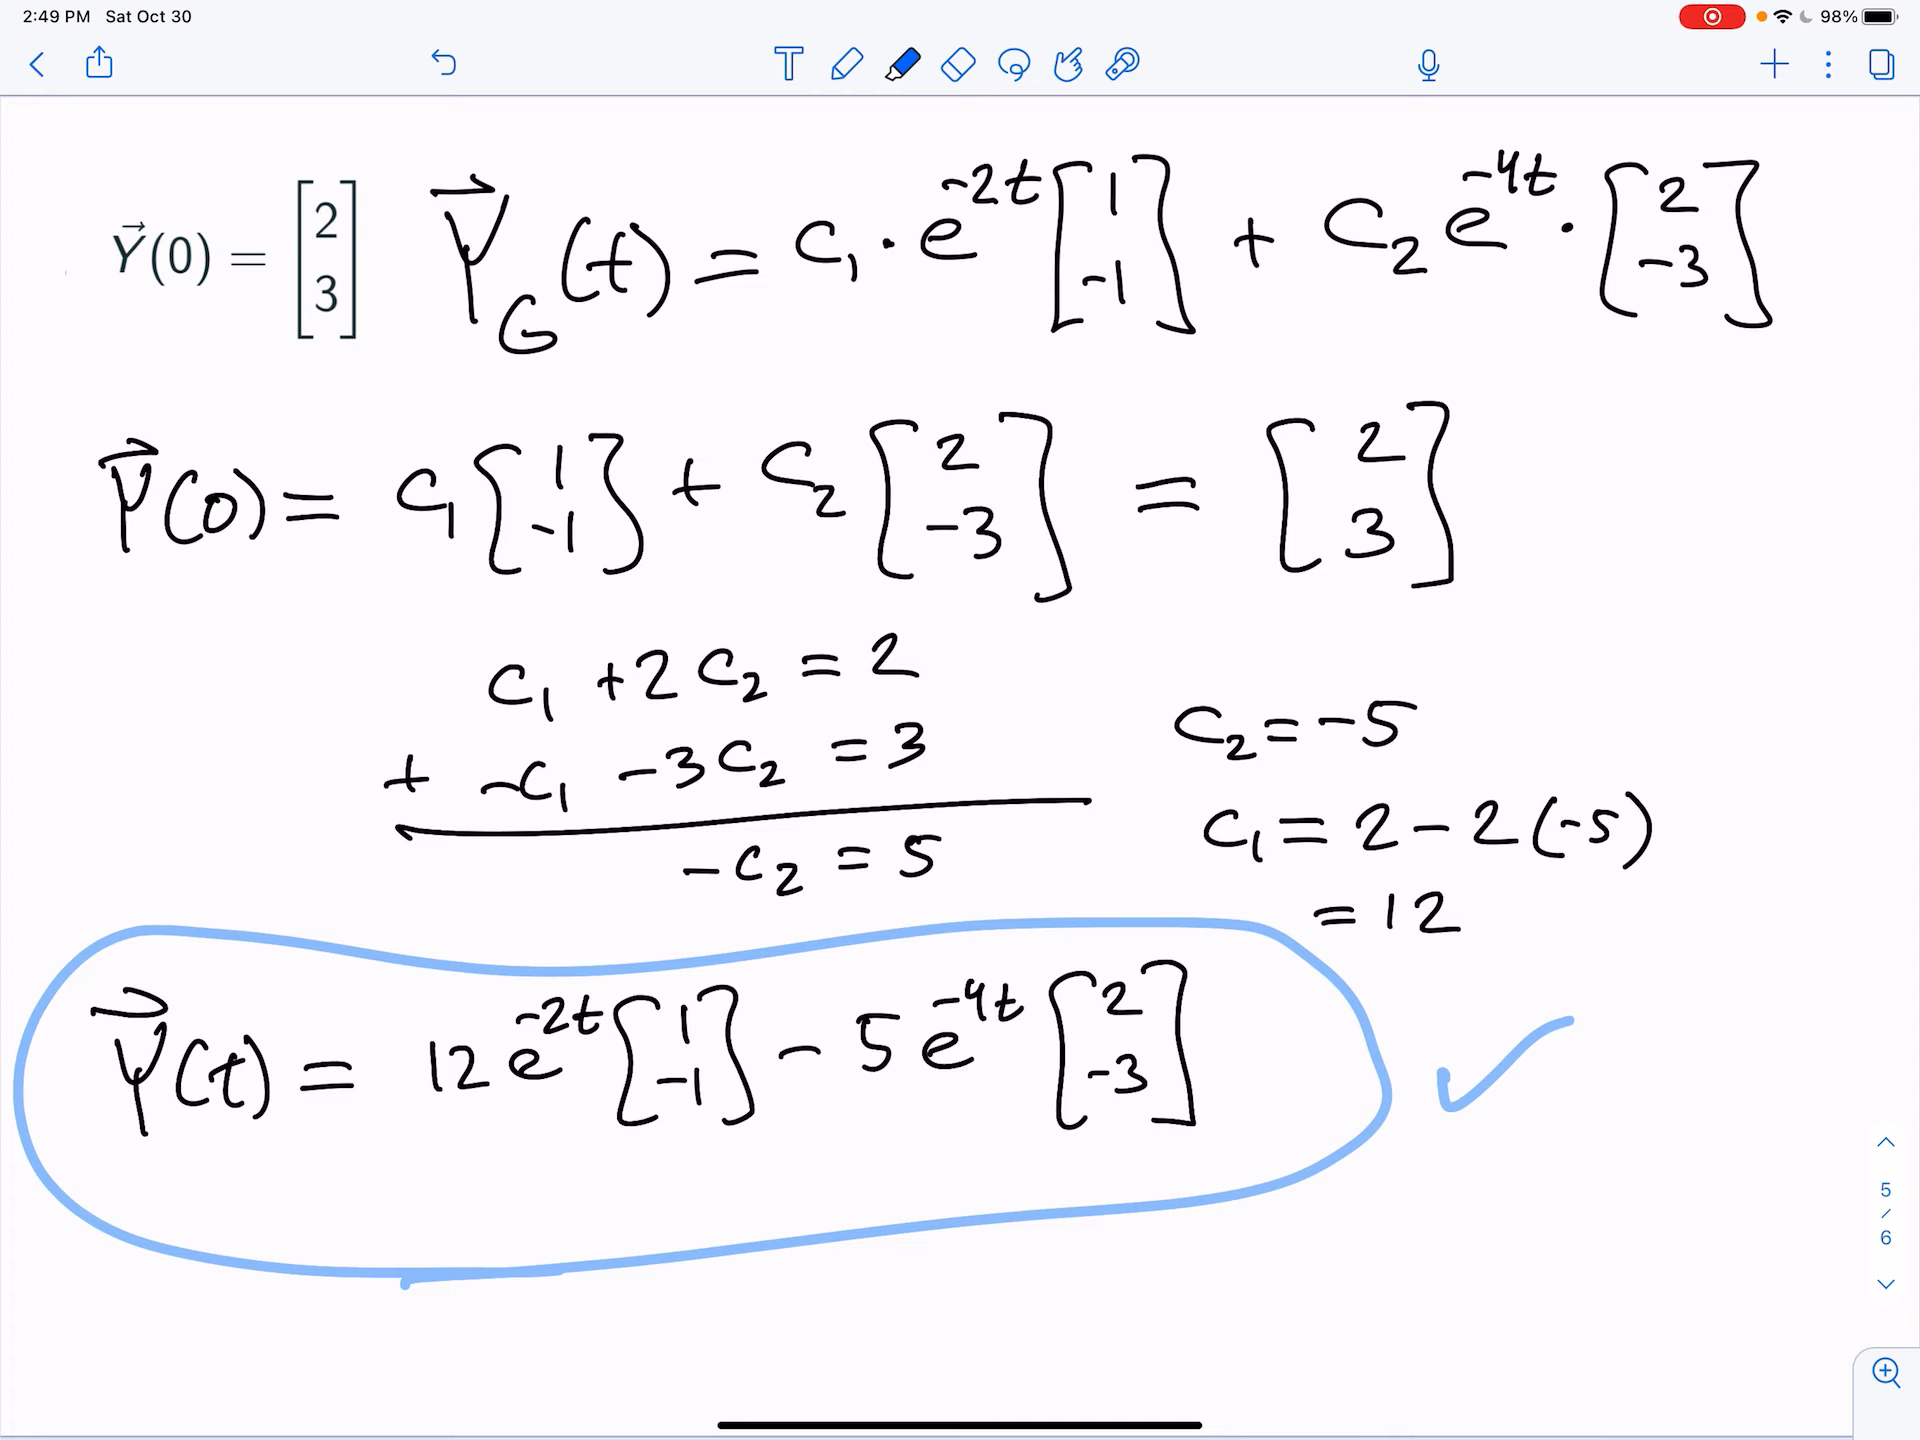 2:49 PM Sat Oct 30 98%
T
Y⃗(0) = [2 3] Y⃗_G(t) = c₁ · e^(-2t) [1 -1] + c₂ e^(-4t) · [2 -3]
Y⃗(0) = c₁ [1 -1] + c₂ [2 -3] = [2 3]
c₁ + 2c₂ = 2
+ -c₁ - 3c₂ = 3
-c₂ = 5
c₂ = -5
c₁ = 2 - 2(-5)
= 12
Y⃗(t) = 12 e^(-2t) [1 -1] - 5 e^(-4t) [2 -3] ✓
5
/
6